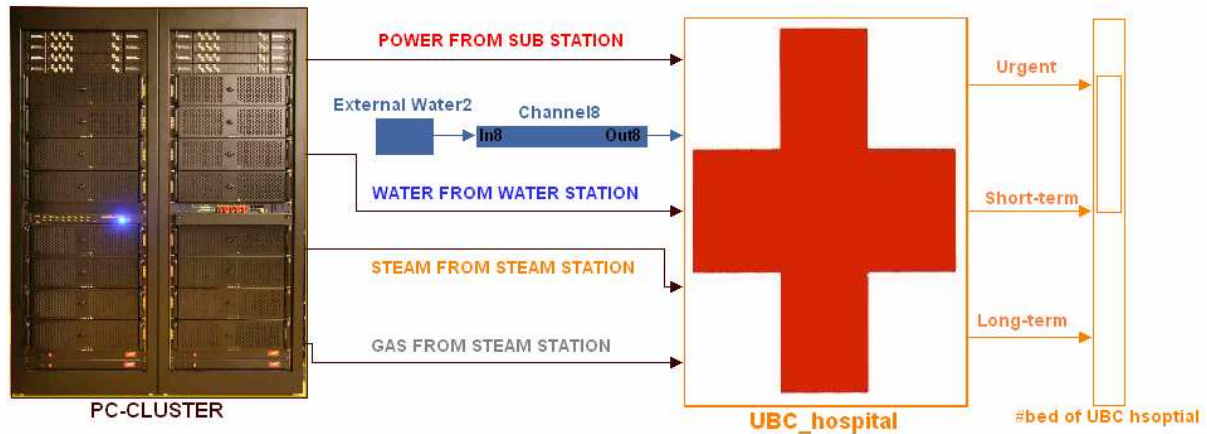 POWER FROM SUB STATION
Urgent
External Water2
Channel8
In8
Out8
WATER FROM WATER STATION
Short-term
STEAM FROM STEAM STATION
Long-term
GAS FROM STEAM STATION
PC-CLUSTER
UBC_hospital
#bed of UBC hsoptial